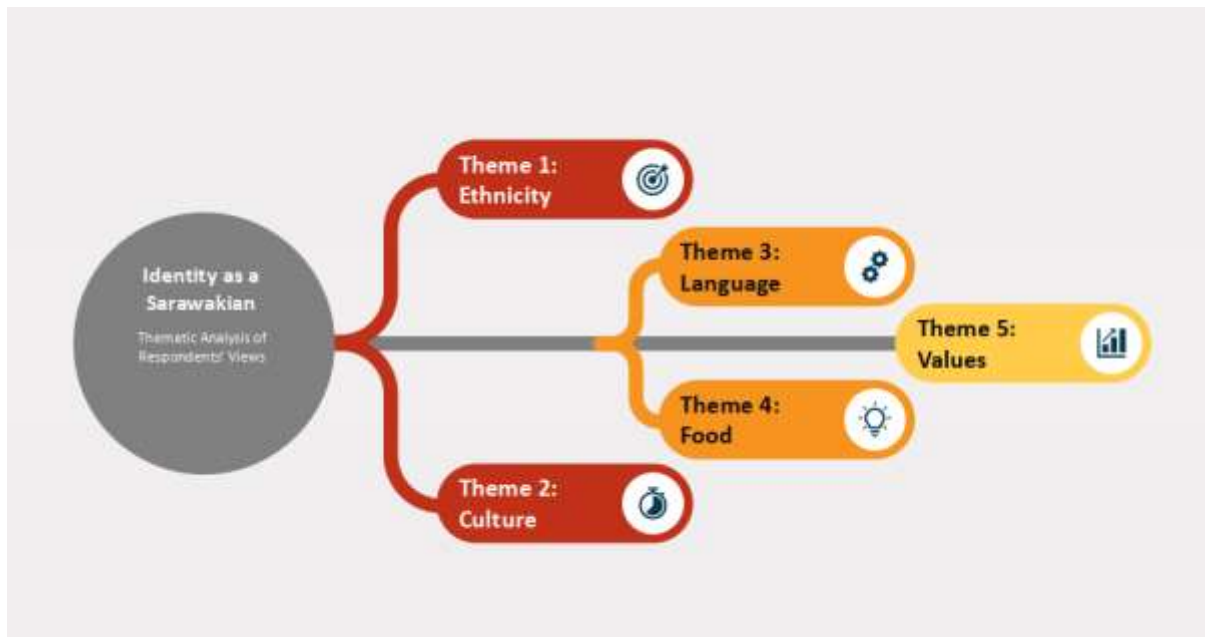 Identity as a
Sarawakian
Thematic Analysis of
Respondents' Views
Theme 1:
Ethnicity
Theme 2:
Culture
Theme 3:
Language
Theme 4:
Food
Theme 5:
Values